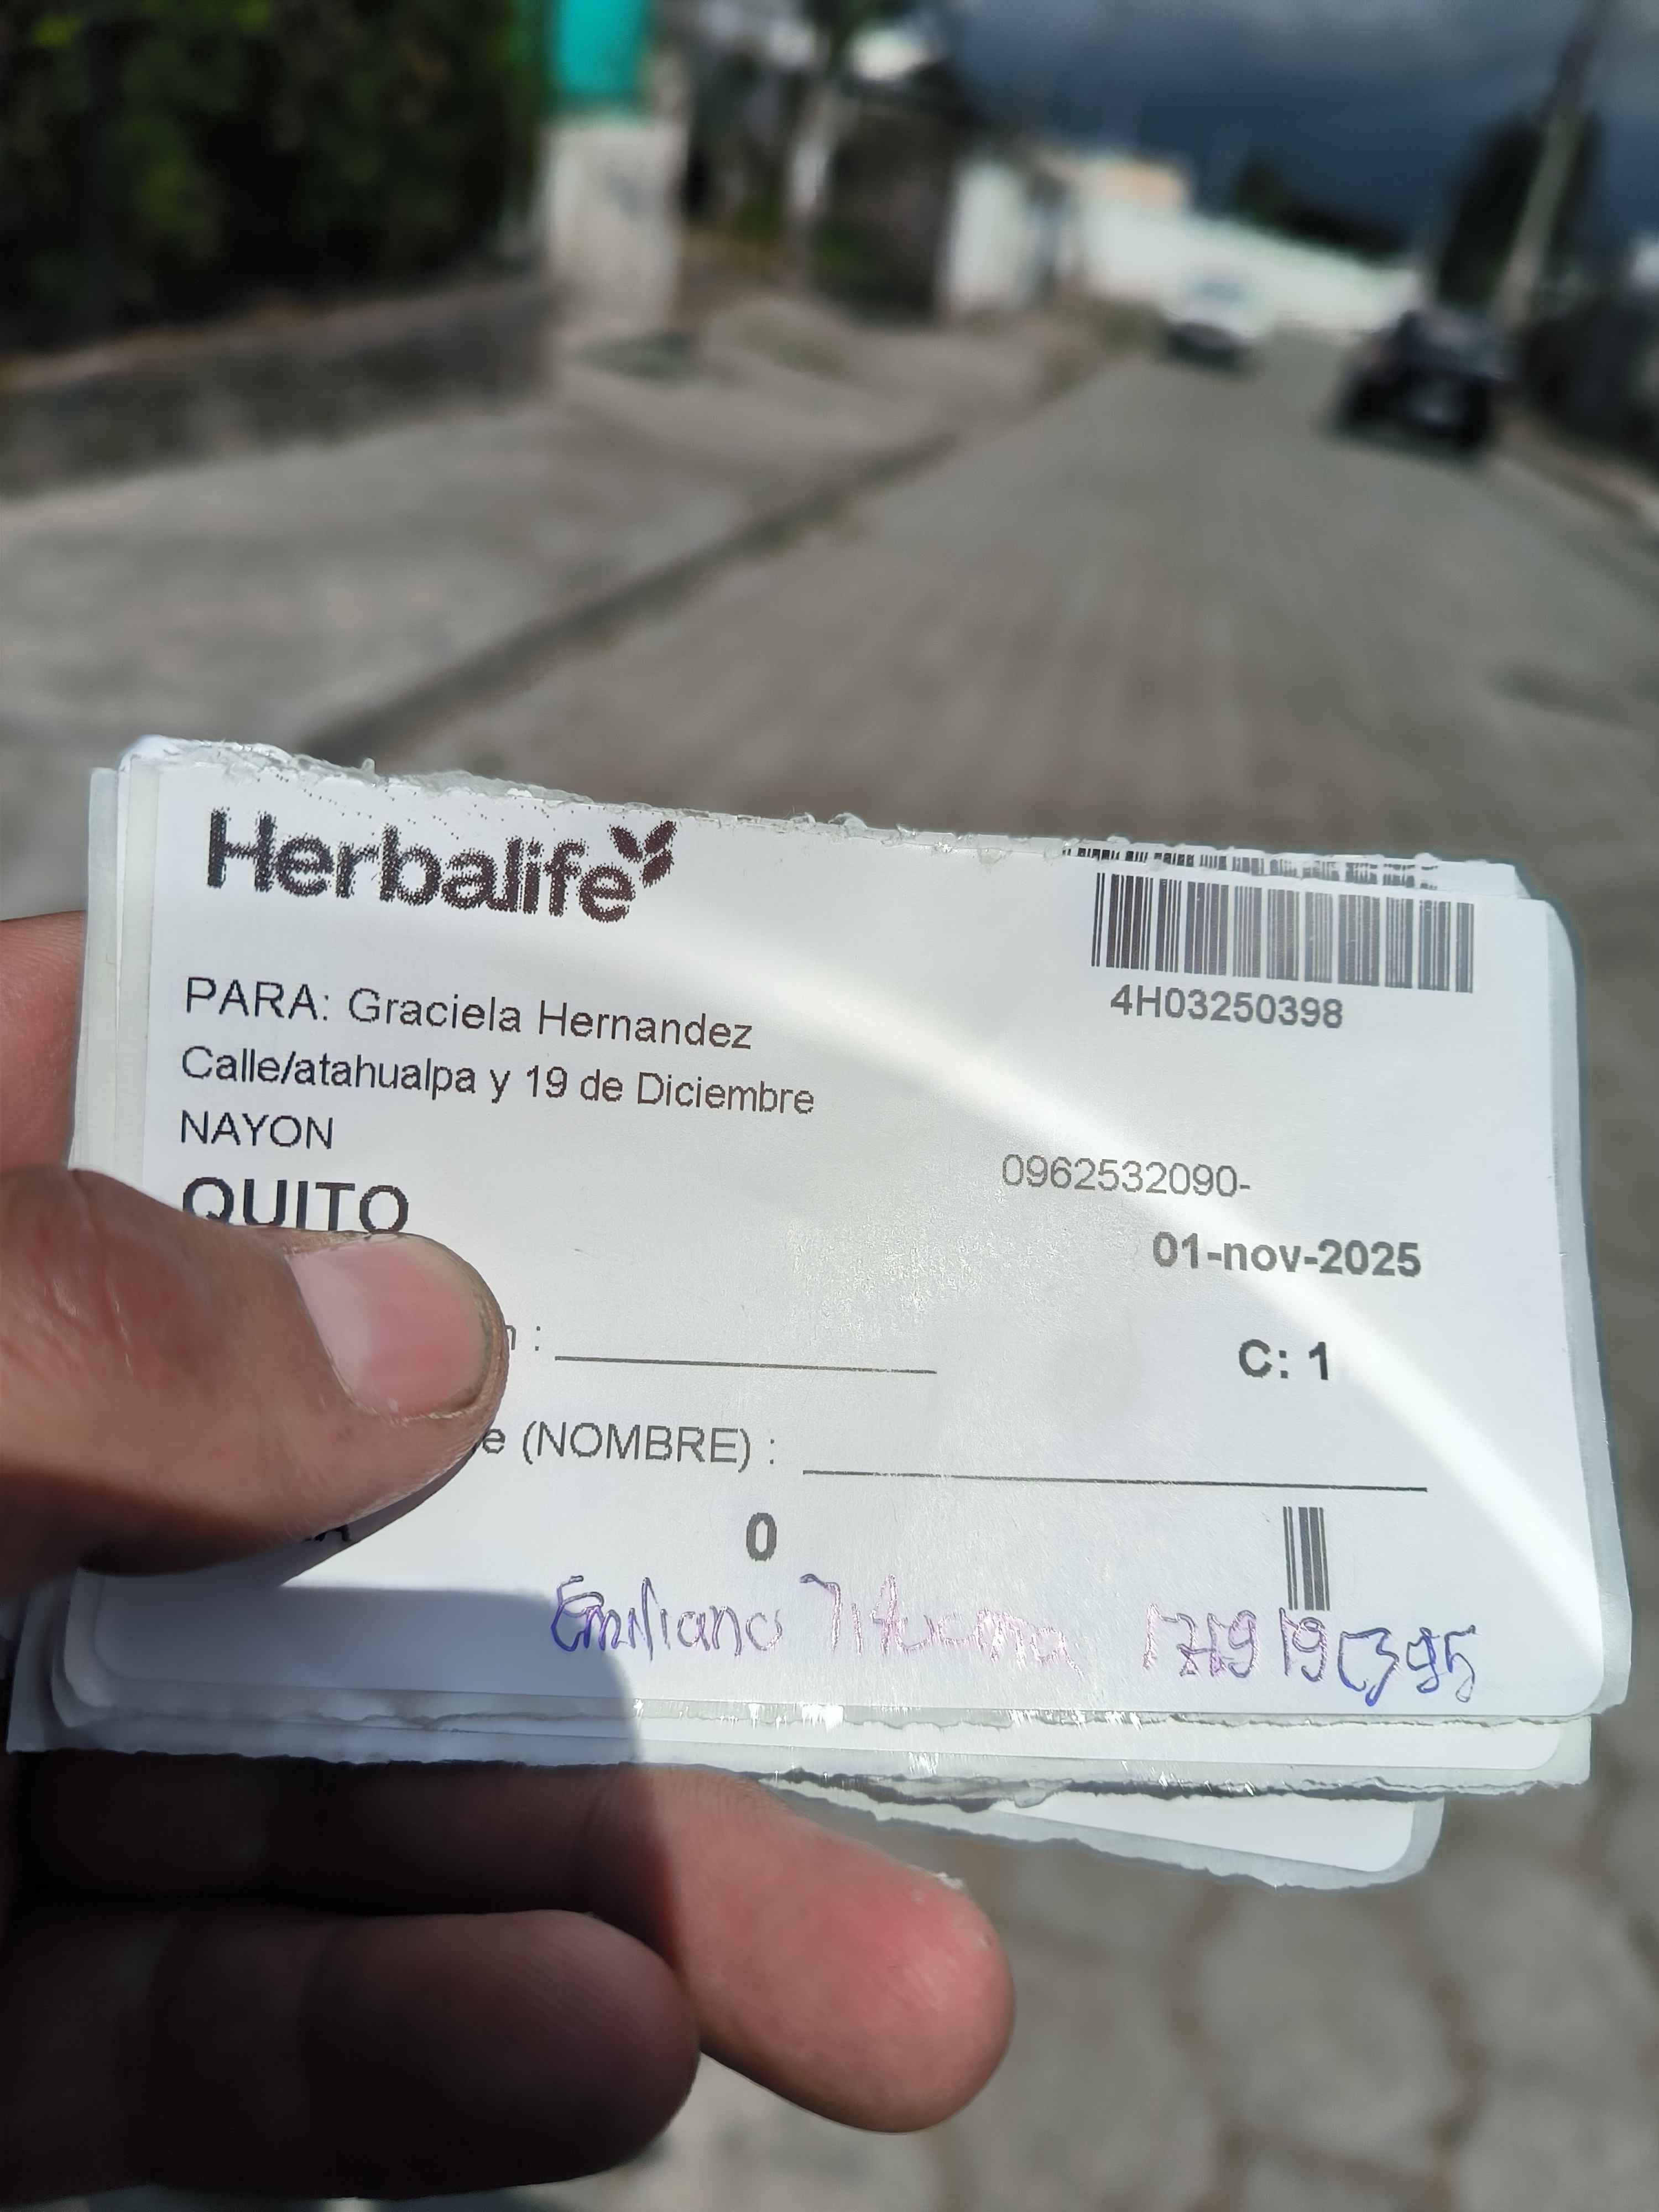 Herbalife
4H03250398
PARA: Graciela Hernandez
Calle/atahualpa y 19 de Diciembre
NAYON
0962532090-
QUITO
01-nov-2025
:
C: 1
e (NOMBRE) :
0
Emiliano